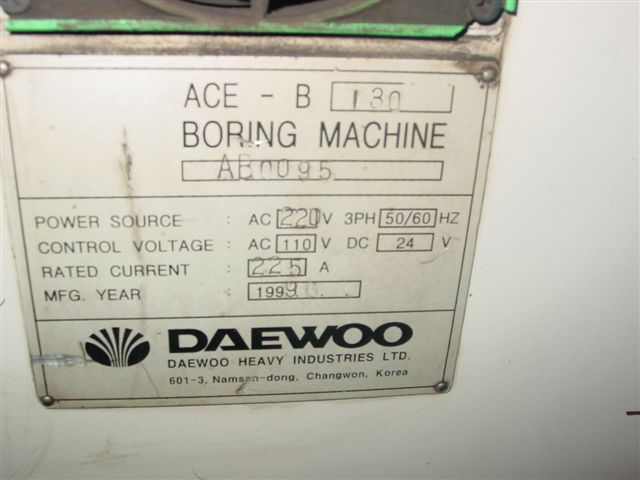 ACE - B 130
BORING MACHINE
AB0095
POWER SOURCE : AC 220 V 3PH 50/60 HZ
CONTROL VOLTAGE : AC 110 V DC 24 V
RATED CURRENT : 225 A
MFG. YEAR : 199
DAEWOO
DAEWOO HEAVY INDUSTRIES LTD.
601-3, Namsan-dong, Changwon, Korea